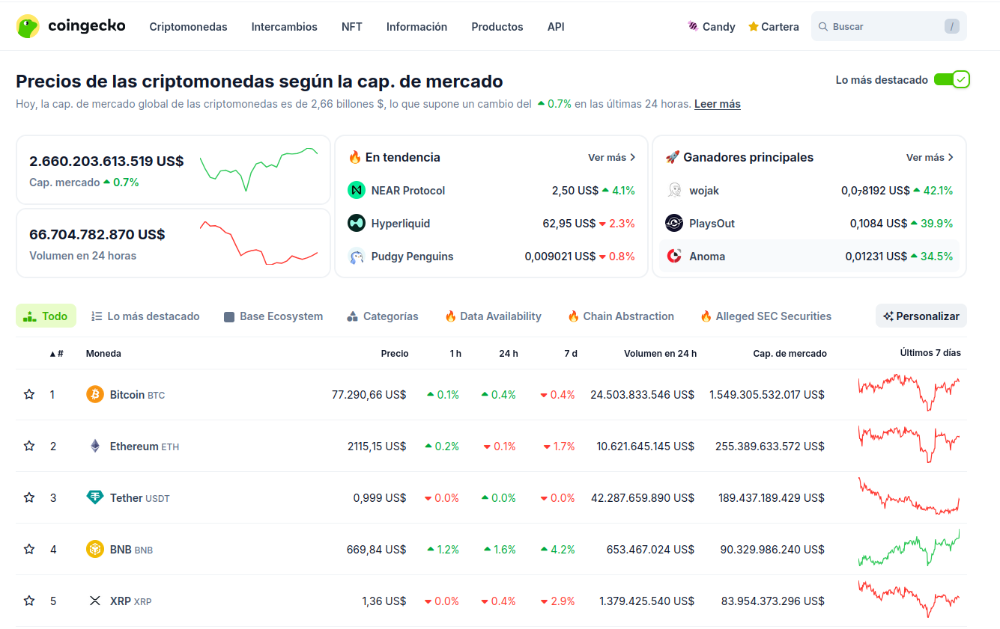 coingecko Criptomonedas Intercambios NFT Información Productos API Candy Cartera Buscar /
Precios de las criptomonedas según la cap. de mercado Lo más destacado
Hoy, la cap. de mercado global de las criptomonedas es de 2,66 billones $, lo que supone un cambio del 0.7% en las últimas 24 horas. Leer más
2.660.203.613.519 US$
Cap. mercado 0.7%
66.704.782.870 US$
Volumen en 24 horas
En tendencia Ver más
NEAR Protocol 2,50 US$ 4.1%
Hyperliquid 62,95 US$ 2.3%
Pudgy Penguins 0,009021 US$ 0.8%
Ganadores principales Ver más
wojak 0,0₇8192 US$ 42.1%
PlaysOut 0,1084 US$ 39.9%
Anoma 0,01231 US$ 34.5%
Todo Lo más destacado Base Ecosystem Categorías Data Availability Chain Abstraction Alleged SEC Securities Personalizar
▲ # Moneda Precio 1 h 24 h 7 d Volumen en 24 h Cap. de mercado Últimos 7 días
1 Bitcoin BTC 77.290,66 US$ 0.1% 0.4% 0.4% 24.503.833.546 US$ 1.549.305.532.017 US$
2 Ethereum ETH 2115,15 US$ 0.2% 0.1% 1.7% 10.621.645.145 US$ 255.389.633.572 US$
3 Tether USDT 0,999 US$ 0.0% 0.0% 0.0% 42.287.659.890 US$ 189.437.189.429 US$
4 BNB BNB 669,84 US$ 1.2% 1.6% 4.2% 653.467.024 US$ 90.329.986.240 US$
5 XRP XRP 1,36 US$ 0.0% 0.4% 2.9% 1.379.425.540 US$ 83.954.373.296 US$